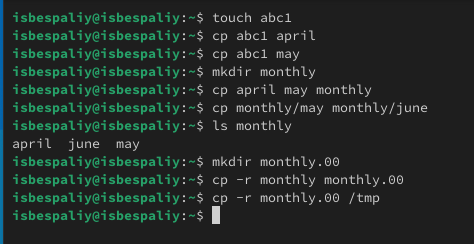 isbespaliy@isbespaliy:~$ touch abc1
isbespaliy@isbespaliy:~$ cp abc1 april
isbespaliy@isbespaliy:~$ cp abc1 may
isbespaliy@isbespaliy:~$ mkdir monthly
isbespaliy@isbespaliy:~$ cp april may monthly
isbespaliy@isbespaliy:~$ cp monthly/may monthly/june
isbespaliy@isbespaliy:~$ ls monthly
april  june  may
isbespaliy@isbespaliy:~$ mkdir monthly.00
isbespaliy@isbespaliy:~$ cp -r monthly monthly.00
isbespaliy@isbespaliy:~$ cp -r monthly.00 /tmp
isbespaliy@isbespaliy:~$